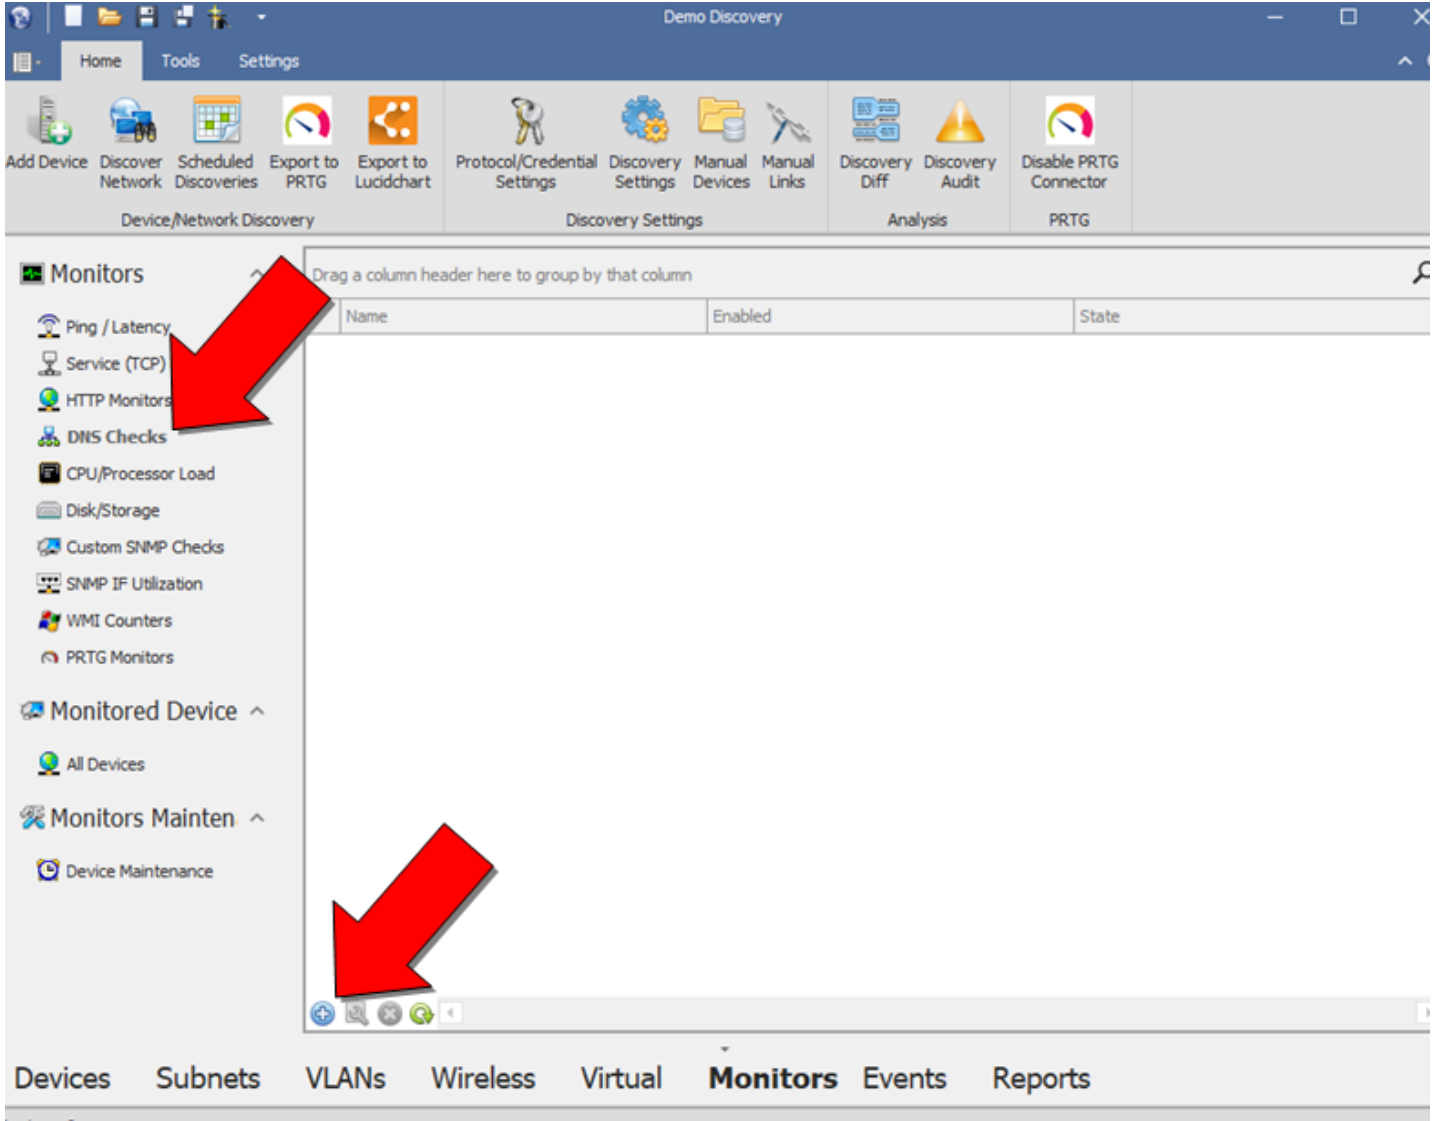 Demo Discovery
Home Tools Settings
Add Device Discover Network Scheduled Discoveries Export to PRTG Export to Lucidchart Protocol/Credential Settings Discovery Settings Manual Devices Manual Links Discovery Diff Discovery Audit Disable PRTG Connector
Device/Network Discovery Discovery Settings Analysis PRTG
Monitors
Drag a column header here to group by that column
Name Enabled State
Ping / Latency
Service (TCP)
HTTP Monitors
DNS Checks
CPU/Processor Load
Disk/Storage
Custom SNMP Checks
SNMP IF Utilization
WMI Counters
PRTG Monitors
Monitored Device
All Devices
Monitors Mainten
Device Maintenance
Devices Subnets VLANs Wireless Virtual Monitors Events Reports